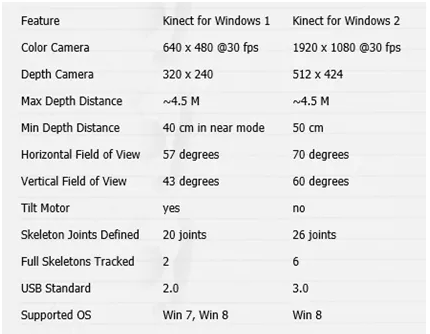 Feature Kinect for Windows 1 Kinect for Windows 2
Color Camera 640 x 480 @30 fps 1920 x 1080 @30 fps
Depth Camera 320 x 240 512 x 424
Max Depth Distance ~4.5 M ~4.5 M
Min Depth Distance 40 cm in near mode 50 cm
Horizontal Field of View 57 degrees 70 degrees
Vertical Field of View 43 degrees 60 degrees
Tilt Motor yes no
Skeleton Joints Defined 20 joints 26 joints
Full Skeletons Tracked 2 6
USB Standard 2.0 3.0
Supported OS Win 7, Win 8 Win 8